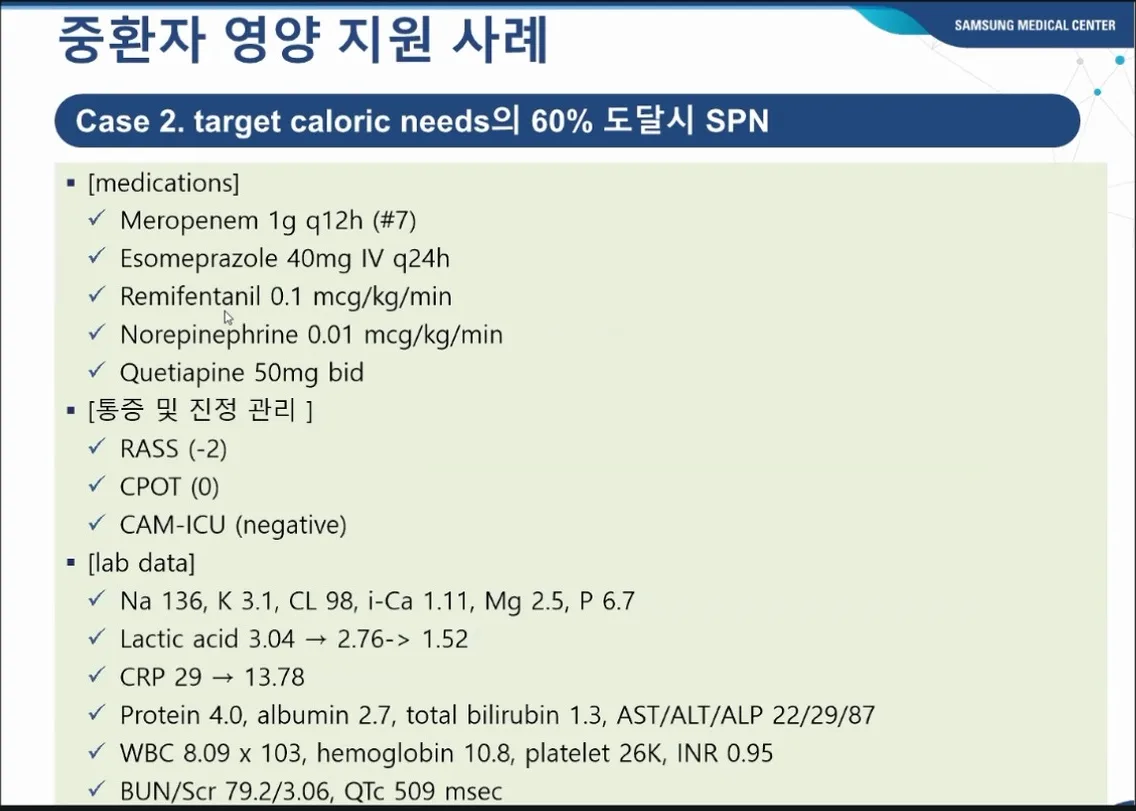 중환자 영양 지원 사례
SAMSUNG MEDICAL CENTER
Case 2. target caloric needs의 60% 도달시 SPN
▪ [medications]
✓ Meropenem 1g q12h (#7)
✓ Esomeprazole 40mg IV q24h
✓ Remifentanil 0.1 mcg/kg/min
✓ Norepinephrine 0.01 mcg/kg/min
✓ Quetiapine 50mg bid
▪ [통증 및 진정 관리 ]
✓ RASS (-2)
✓ CPOT (0)
✓ CAM-ICU (negative)
▪ [lab data]
✓ Na 136, K 3.1, CL 98, i-Ca 1.11, Mg 2.5, P 6.7
✓ Lactic acid 3.04 → 2.76-> 1.52
✓ CRP 29 → 13.78
✓ Protein 4.0, albumin 2.7, total bilirubin 1.3, AST/ALT/ALP 22/29/87
✓ WBC 8.09 x 103, hemoglobin 10.8, platelet 26K, INR 0.95
✓ BUN/Scr 79.2/3.06, QTc 509 msec